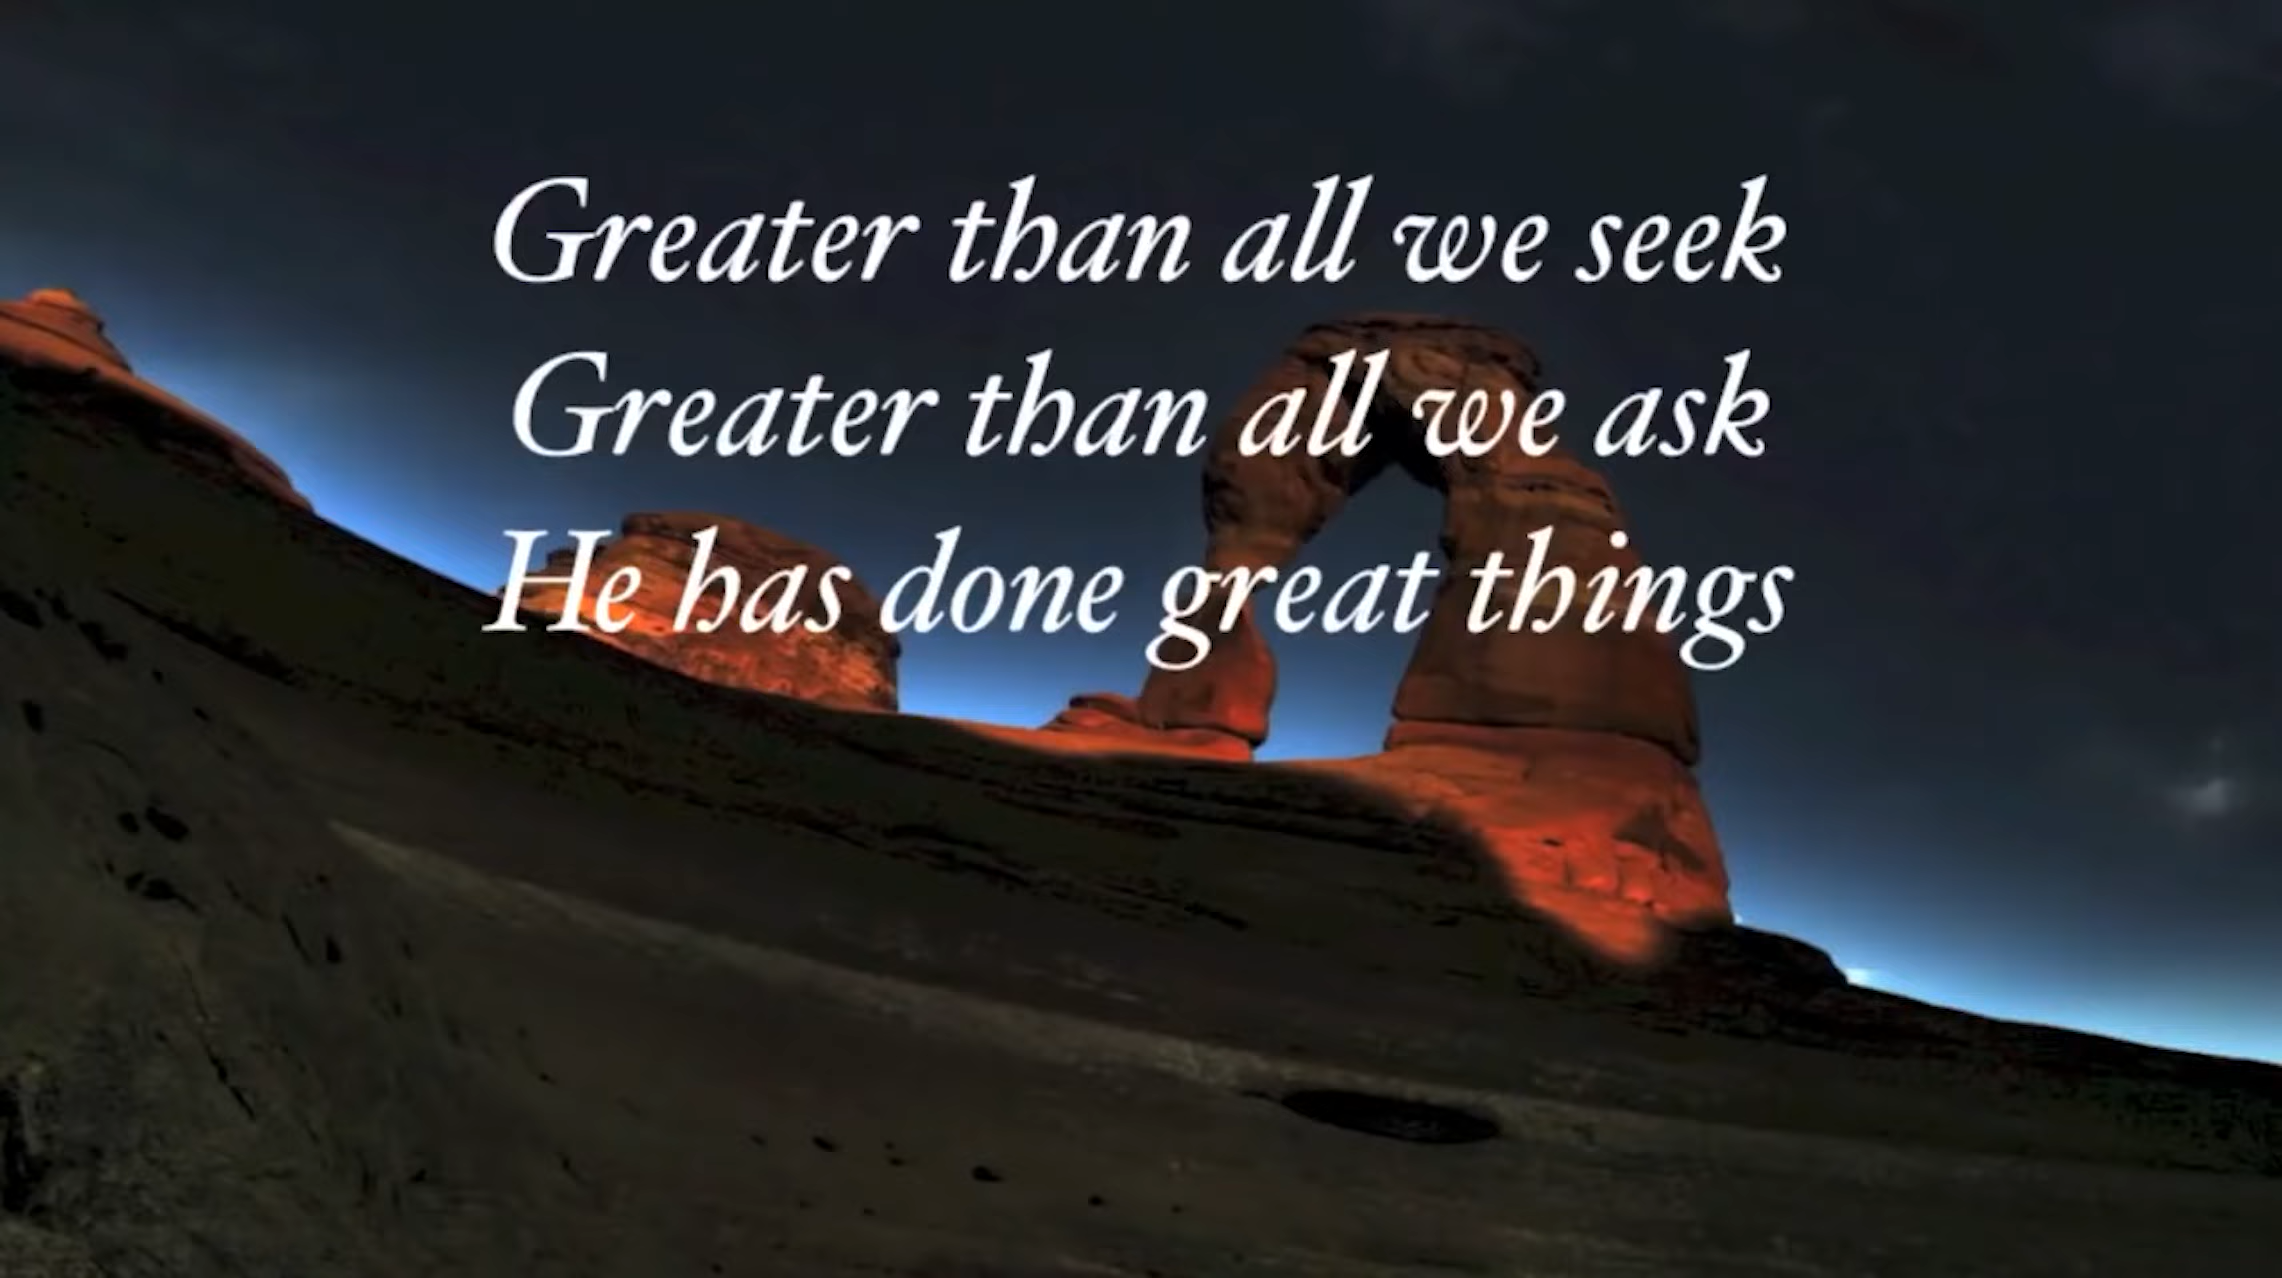 Greater than all we seek
Greater than all we ask
He has done great things